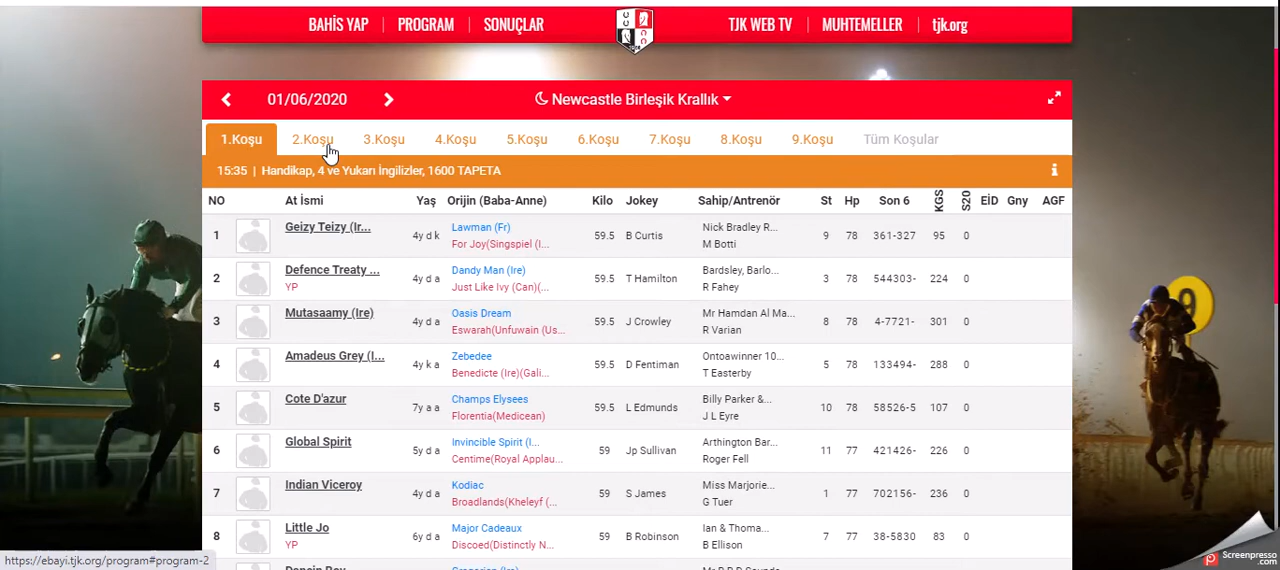 BAHİS YAP | PROGRAM | SONUÇLAR TJK WEB TV | MUHTEMELLER | tjk.org
01/06/2020 Newcastle Birleşik Krallık
1.Koşu 2.Koşu 3.Koşu 4.Koşu 5.Koşu 6.Koşu 7.Koşu 8.Koşu 9.Koşu Tüm Koşular
15:35 | Handikap, 4 ve Yukarı İngilizler, 1600 TAPETA
NO At İsmi Yaş Orijin (Baba-Anne) Kilo Jokey Sahip/Antrenör St Hp Son 6 KGS S20 EİD Gny AGF
1 Geizy Teizy (Ir... 4y d k Lawman (Fr) 59.5 B Curtis Nick Bradley R... 9 78 361-327 95 0
For Joy(Singspiel (I... M Botti
2 Defence Treaty ... 4y d a Dandy Man (Ire) 59.5 T Hamilton Bardsley, Barlo... 3 78 544303- 224 0
YP Just Like Ivy (Can)(... R Fahey
3 Mutasaamy (Ire) 4y d a Oasis Dream 59.5 J Crowley Mr Hamdan Al Ma... 8 78 4-7721- 301 0
Eswarah(Unfuwain (Us... R Varian
4 Amadeus Grey (I... 4y k a Zebedee 59.5 D Fentiman Ontoawinner 10... 5 78 133494- 288 0
Benedicte (Ire)(Gali... T Easterby
5 Cote D'azur 7y a a Champs Elysees 59.5 L Edmunds Billy Parker &... 10 78 58526-5 107 0
Florentia(Medicean) J L Eyre
6 Global Spirit 5y d a Invincible Spirit (I... 59 Jp Sullivan Arthington Bar... 11 77 421426- 226 0
Centime(Royal Applau... Roger Fell
7 Indian Viceroy 4y d a Kodiac 59 S James Miss Marjorie... 1 77 702156- 236 0
Broadlands(Kheleyf (... G Tuer
8 Little Jo 6y d a Major Cadeaux 59 B Robinson Ian & Thoma... 7 77 38-5830 83 0
YP Discoed(Distinctly N... B Ellison
https://ebayi.tjk.org/program#program-2
9
Screenpresso
.com